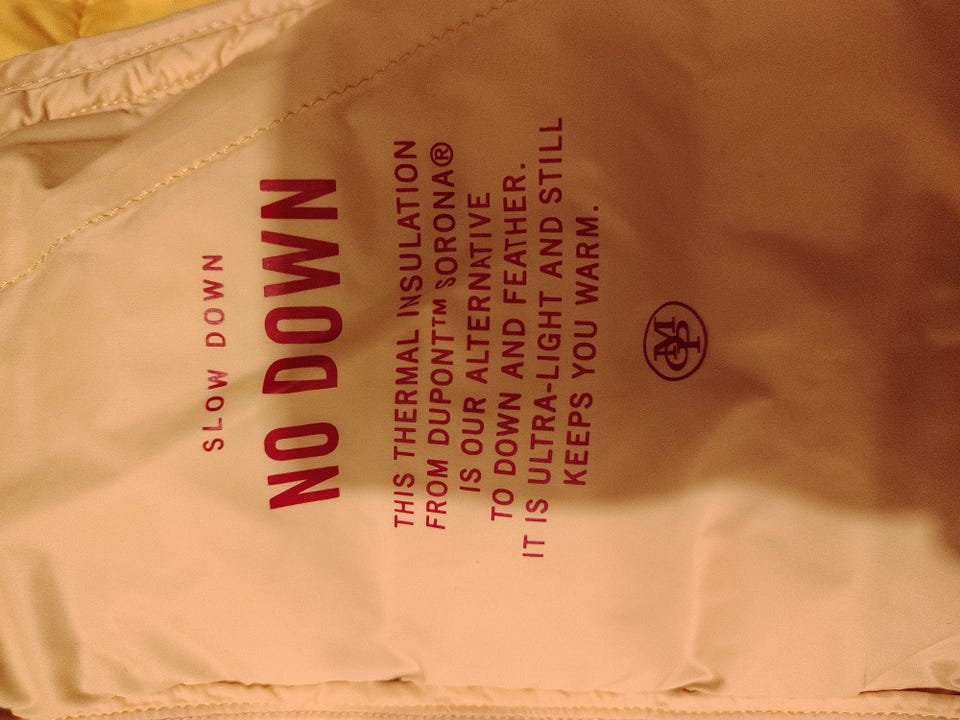 SLOW DOWN
NO DOWN
THIS THERMAL INSULATION
FROM DUPONT™ SORONA®
IS OUR ALTERNATIVE
TO DOWN AND FEATHER.
IT IS ULTRA-LIGHT AND STILL
KEEPS YOU WARM.